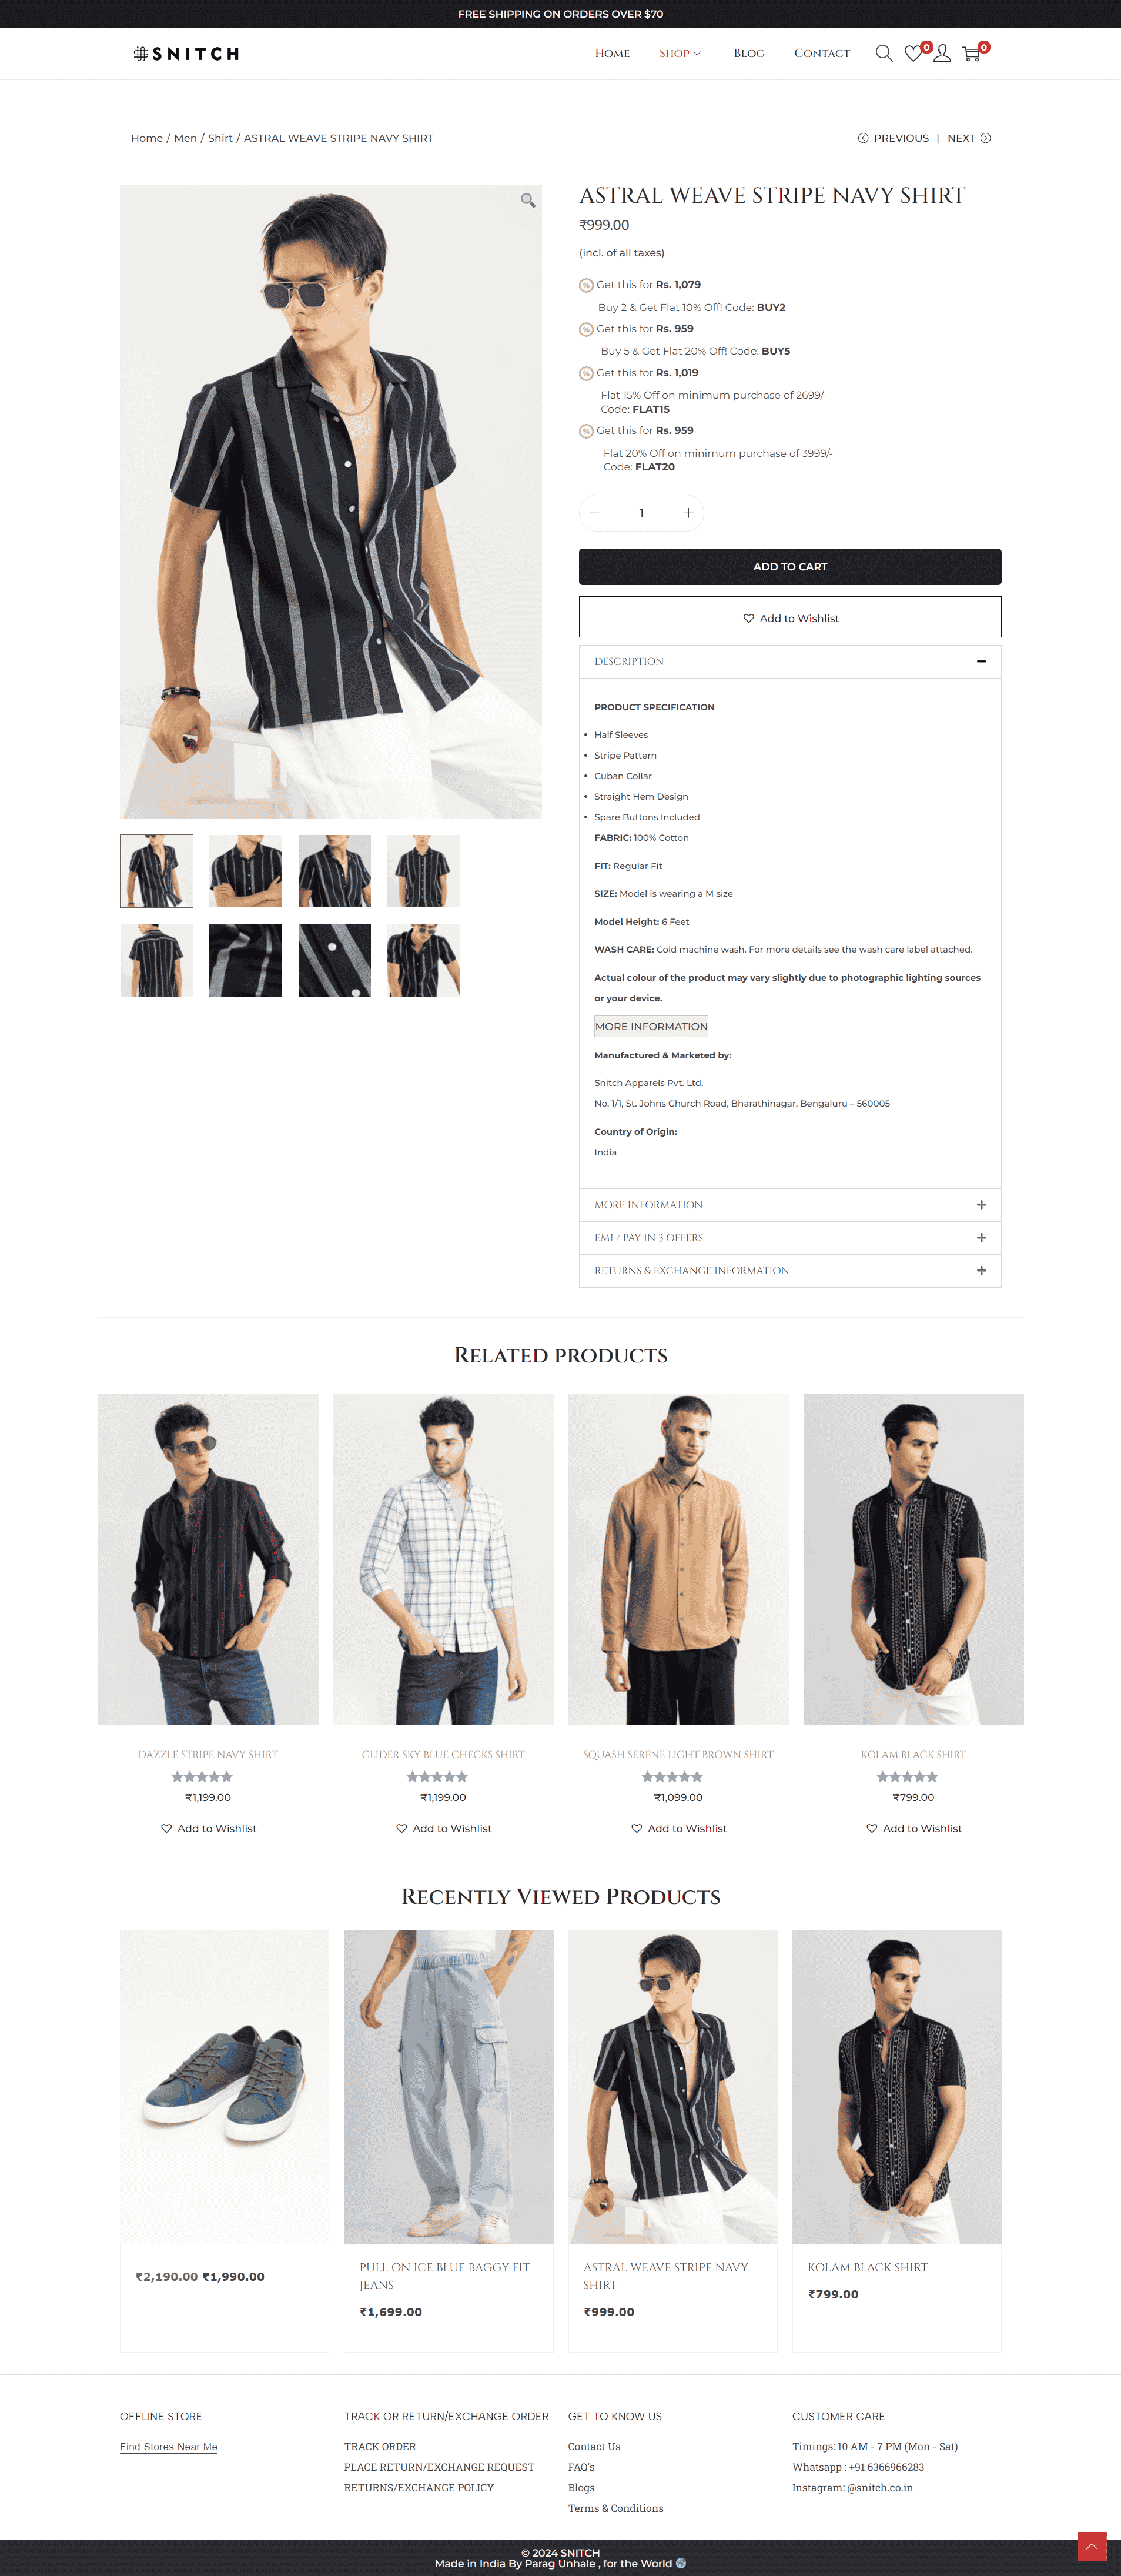 FREE SHIPPING ON ORDERS OVER $70
SNITCH
Home
Shop
Blog
Contact
0
0
Home / Men / Shirt / ASTRAL WEAVE STRIPE NAVY SHIRT
PREVIOUS | NEXT
ASTRAL WEAVE STRIPE NAVY SHIRT
₹999.00
(incl. of all taxes)
% Get this for Rs. 1,079
Buy 2 & Get Flat 10% Off! Code: BUY2
% Get this for Rs. 959
Buy 5 & Get Flat 20% Off! Code: BUY5
% Get this for Rs. 1,019
Flat 15% Off on minimum purchase of 2699/-
Code: FLAT15
% Get this for Rs. 959
Flat 20% Off on minimum purchase of 3999/-
Code: FLAT20
1
ADD TO CART
Add to Wishlist
DESCRIPTION
PRODUCT SPECIFICATION
• Half Sleeves
• Stripe Pattern
• Cuban Collar
• Straight Hem Design
• Spare Buttons Included
FABRIC: 100% Cotton
FIT: Regular Fit
SIZE: Model is wearing a M size
Model Height: 6 Feet
WASH CARE: Cold machine wash. For more details see the wash care label attached.
Actual colour of the product may vary slightly due to photographic lighting sources
or your device.
MORE INFORMATION
Manufactured & Marketed by:
Snitch Apparels Pvt. Ltd.
No. 1/1, St. Johns Church Road, Bharathinagar, Bengaluru – 560005
Country of Origin:
India
MORE INFORMATION
EMI / PAY IN 3 OFFERS
RETURNS & EXCHANGE INFORMATION
Related products
DAZZLE STRIPE NAVY SHIRT
₹1,199.00
Add to Wishlist
GLIDER SKY BLUE CHECKS SHIRT
₹1,199.00
Add to Wishlist
SQUASH SERENE LIGHT BROWN SHIRT
₹1,099.00
Add to Wishlist
KOLAM BLACK SHIRT
₹799.00
Add to Wishlist
Recently Viewed Products
₹2,190.00 ₹1,990.00
PULL ON ICE BLUE BAGGY FIT
JEANS
₹1,699.00
ASTRAL WEAVE STRIPE NAVY
SHIRT
₹999.00
KOLAM BLACK SHIRT
₹799.00
OFFLINE STORE
Find Stores Near Me
TRACK OR RETURN/EXCHANGE ORDER
TRACK ORDER
PLACE RETURN/EXCHANGE REQUEST
RETURNS/EXCHANGE POLICY
GET TO KNOW US
Contact Us
FAQ's
Blogs
Terms & Conditions
CUSTOMER CARE
Timings: 10 AM - 7 PM (Mon - Sat)
Whatsapp : +91 6366966283
Instagram: @snitch.co.in
© 2024 SNITCH
Made in India By Parag Unhale , for the World